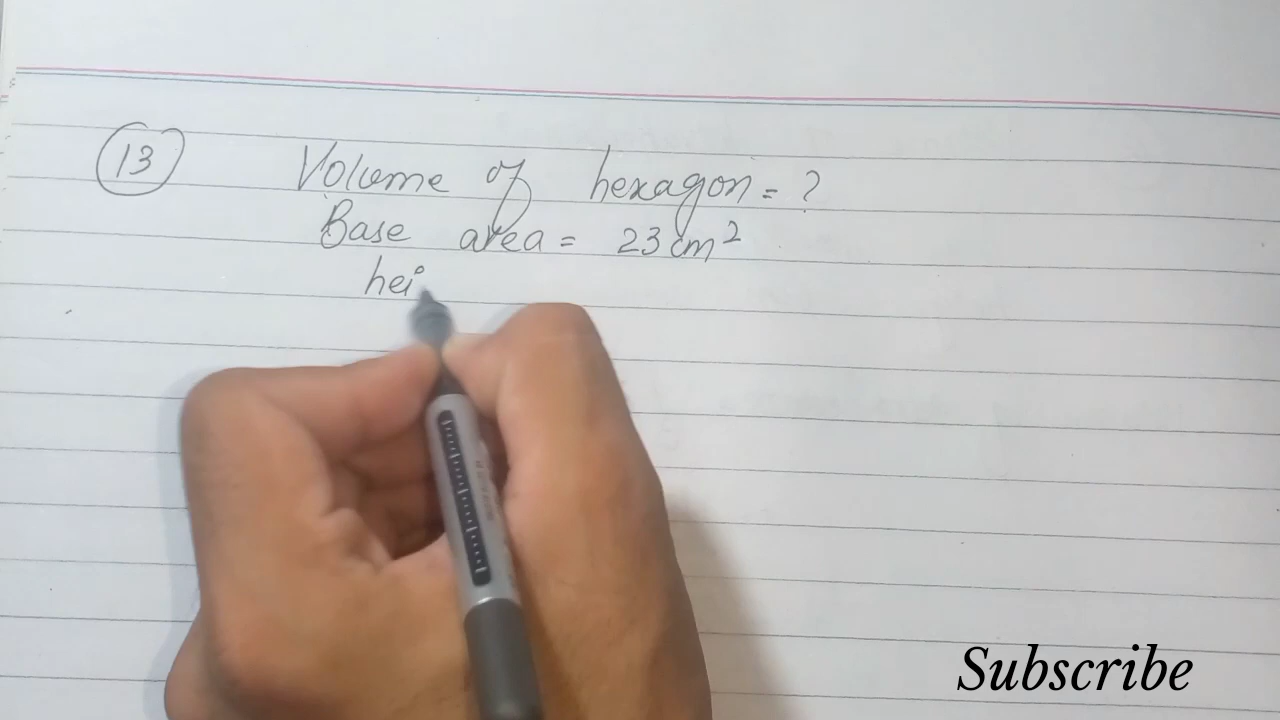 13 Volume of hexagon = ?
Base area = 23 cm²
hei
Subscribe